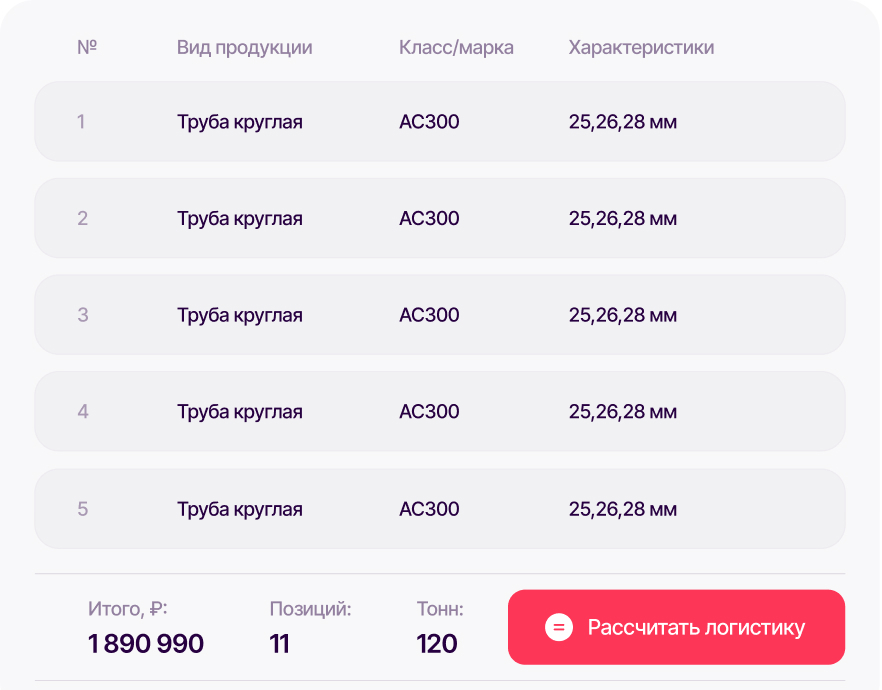 № Вид продукции Класс/марка Характеристики
1 Труба круглая АС300 25,26,28 мм
2 Труба круглая АС300 25,26,28 мм
3 Труба круглая АС300 25,26,28 мм
4 Труба круглая АС300 25,26,28 мм
5 Труба круглая АС300 25,26,28 мм
Итого, ₽: Позиций: Тонн:
1 890 990 11 120
= Рассчитать логистику